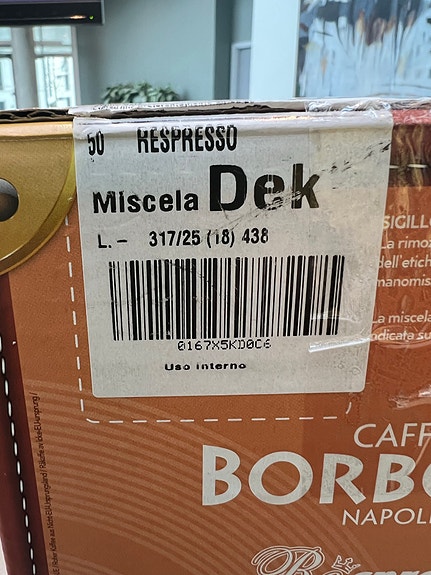 50 RESPRESSO
Miscela Dek
L.- 317/25 (18) 438
0167X5KD0C6
Uso interno
SIGILLO
La rimoz
dell'etich
manomis
La miscela
indicata su
CAFF
BORBO
NAPOLI